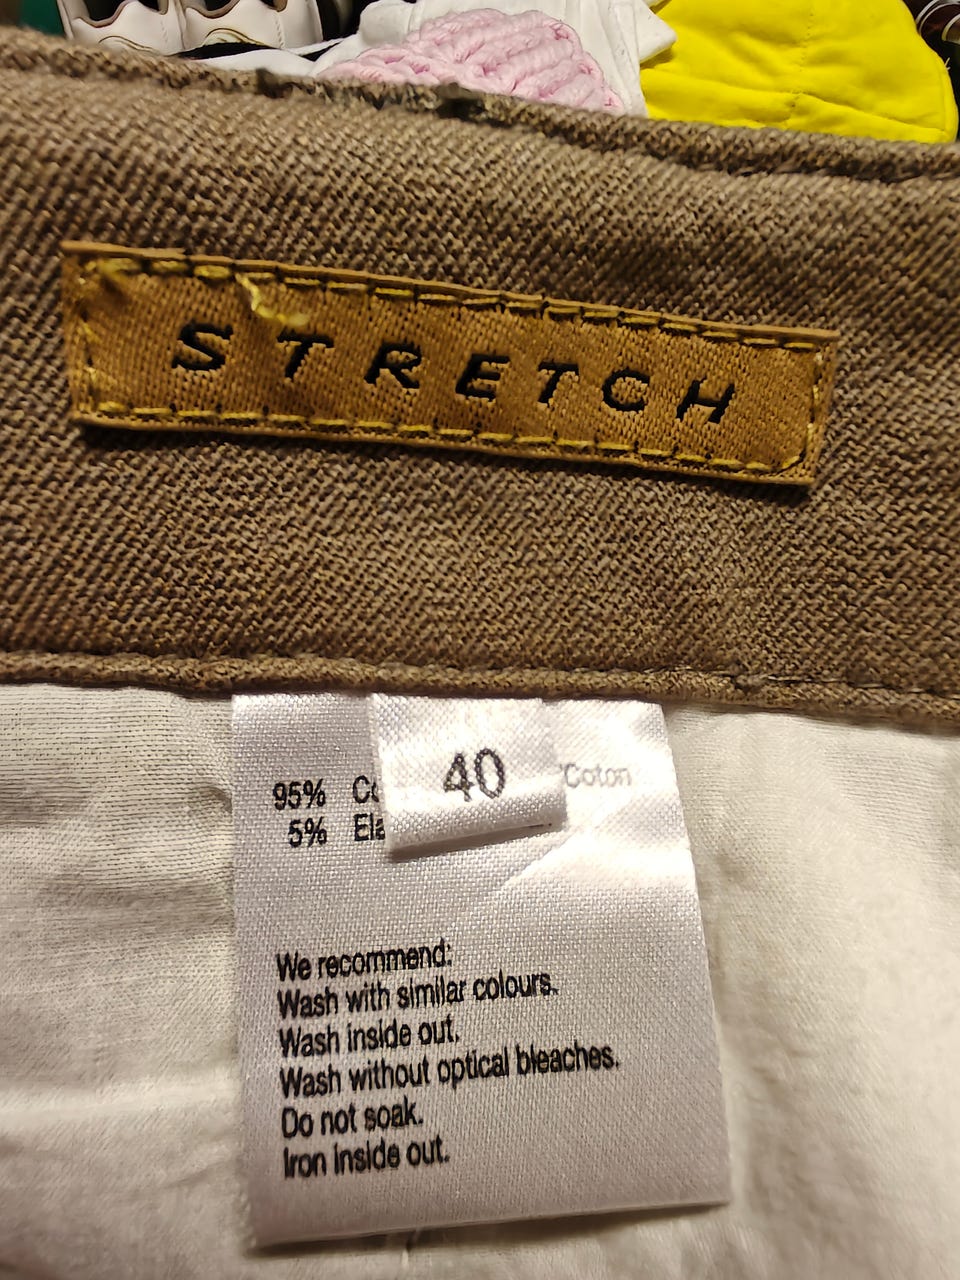 STRETCH
40
95% Co /Coton
5% Ela
We recommend:
Wash with similar colours.
Wash inside out.
Wash without optical bleaches.
Do not soak.
Iron inside out.